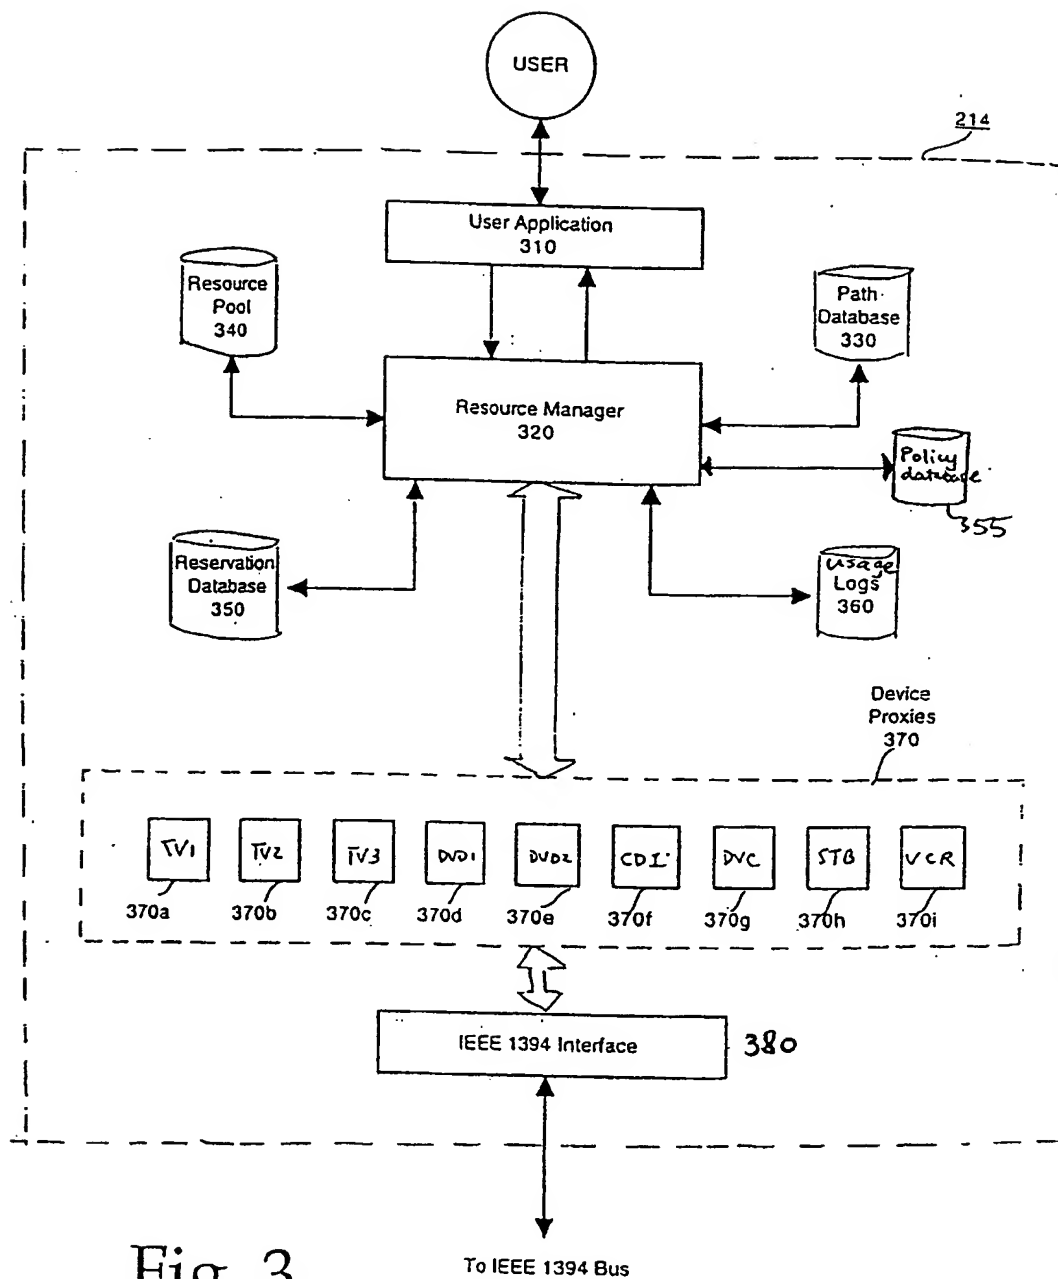 USER
214
User Application
310
Resource
Pool
340
Path
Database
330
Resource Manager
320
Policy
database
355
Reservation
Database
350
Usage
Logs
360
Device
Proxies
370
TV1
TV2
TV3
DVD1
DVD2
CDI
DVC
STB
VCR
370a
370b
370c
370d
370e
370f
370g
370h
370i
IEEE 1394 Interface
380
Fig. 3
To IEEE 1394 Bus